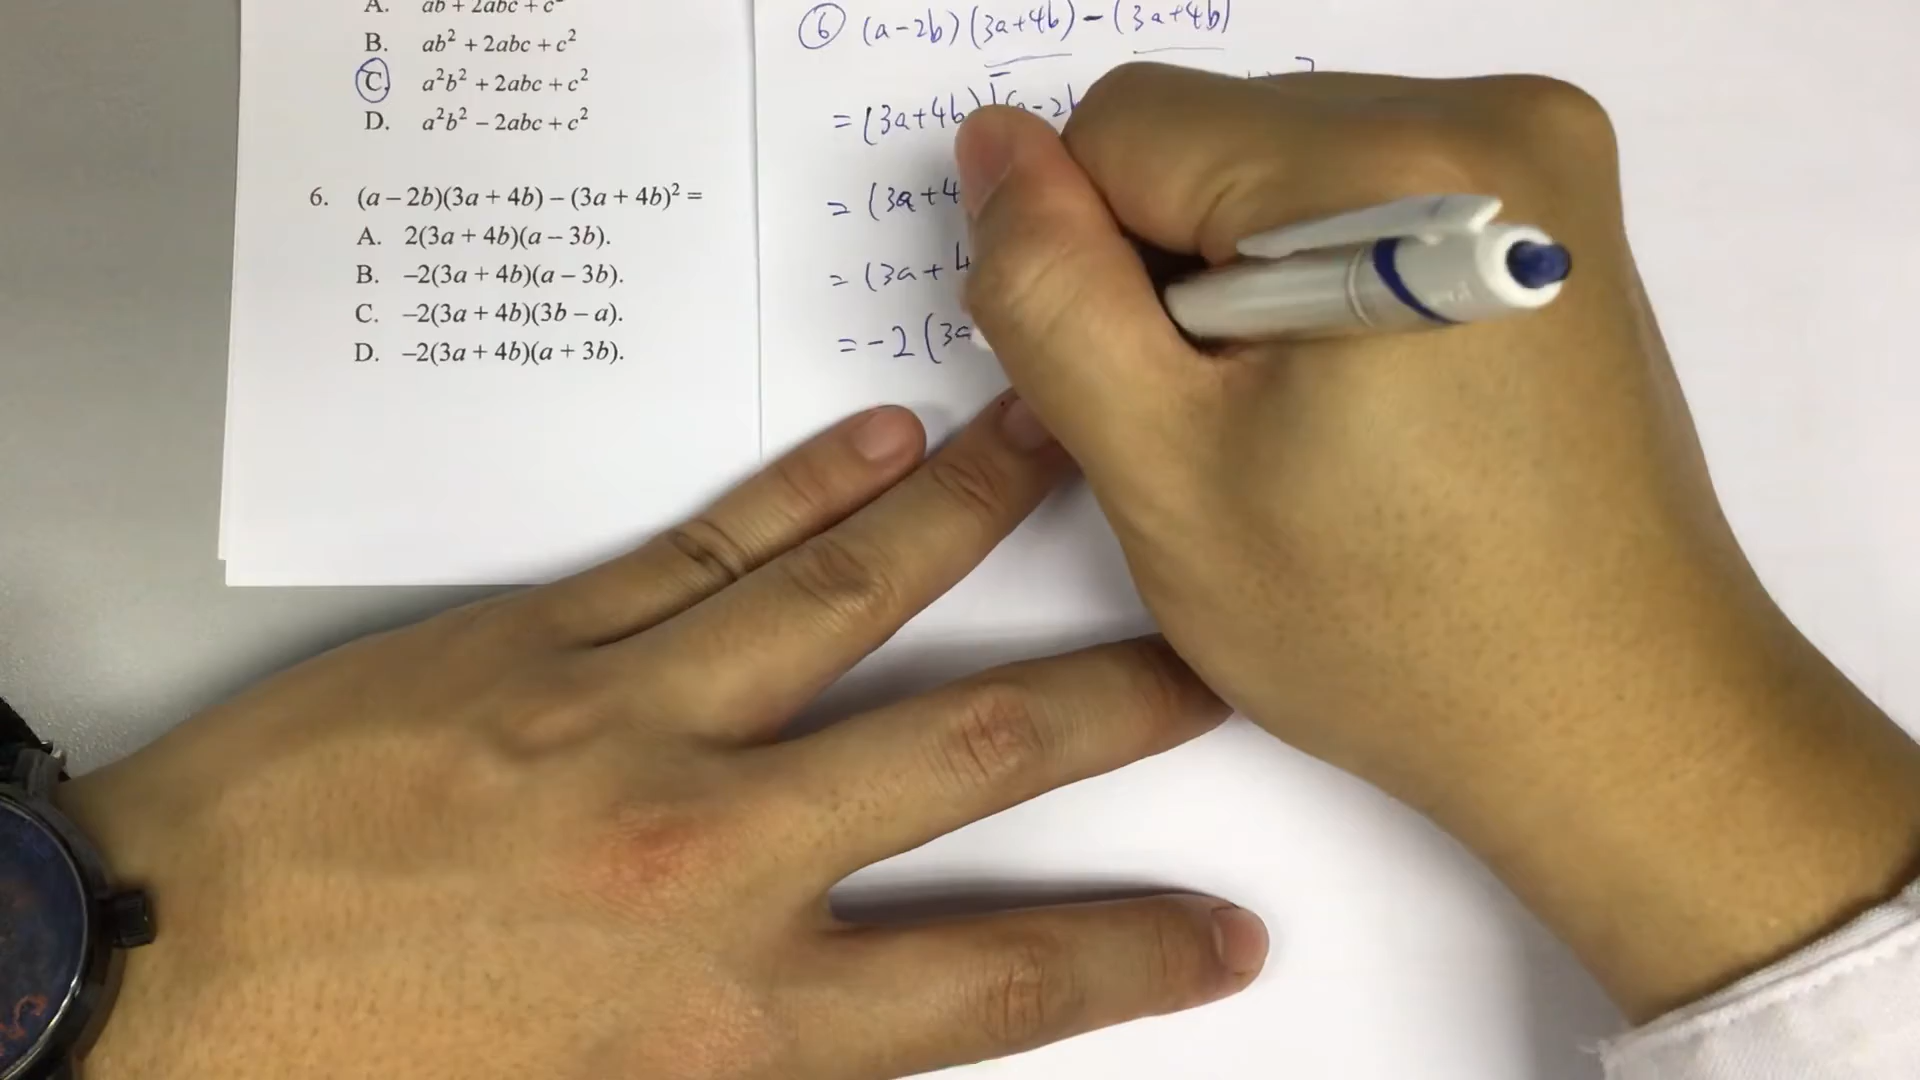 A. ab + 2abc + c²
B. ab² + 2abc + c²
C. a²b² + 2abc + c²
D. a²b² – 2abc + c²
6. (a – 2b)(3a + 4b) – (3a + 4b)² =
A. 2(3a + 4b)(a – 3b).
B. –2(3a + 4b)(a – 3b).
C. –2(3a + 4b)(3b – a).
D. –2(3a + 4b)(a + 3b).
⑥ (a-2b)(3a+4b) - (3a+4b)
= (3a+4b)[(a-2b
= (3a+4
= (3a+4
= -2(3a